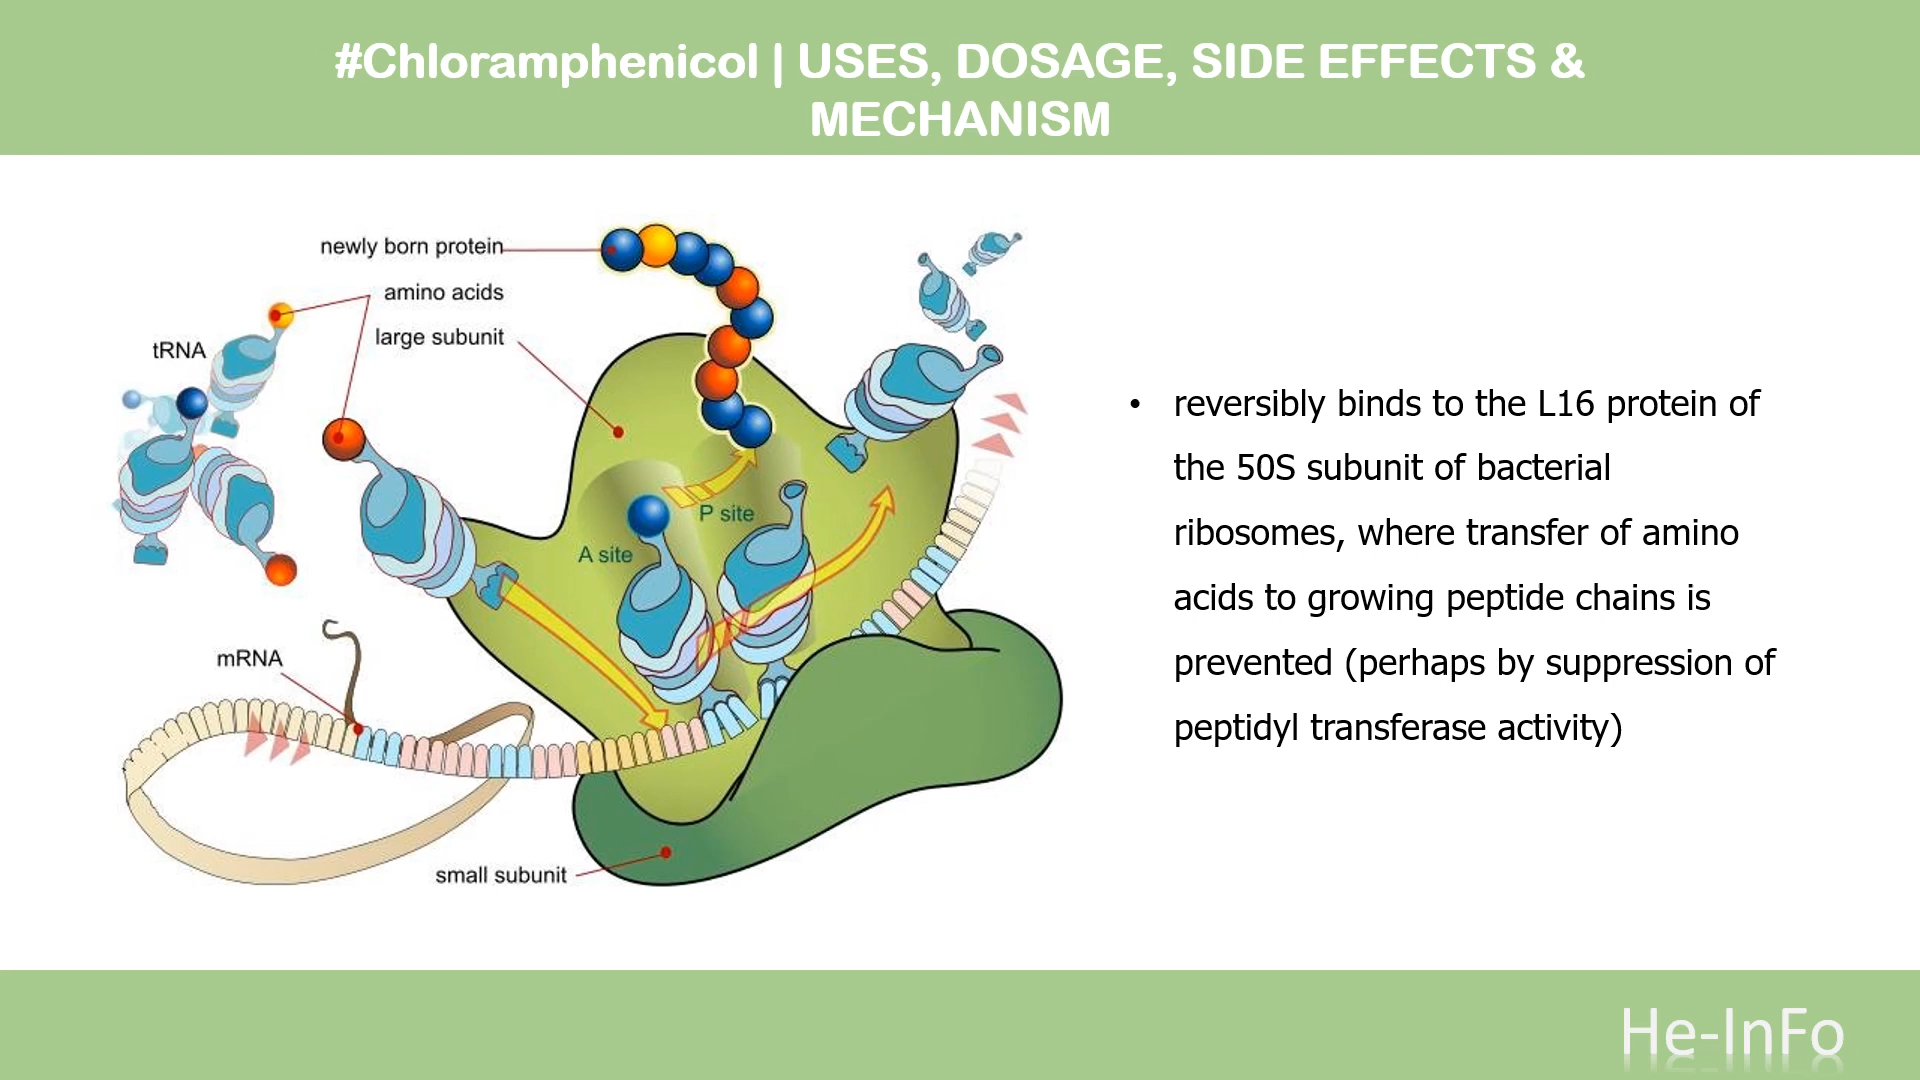 #Chloramphenicol | USES, DOSAGE, SIDE EFFECTS &
MECHANISM
newly born protein
amino acids
large subunit
tRNA
P site
A site
mRNA
small subunit
• reversibly binds to the L16 protein of
the 50S subunit of bacterial
ribosomes, where transfer of amino
acids to growing peptide chains is
prevented (perhaps by suppression of
peptidyl transferase activity)
He-InFo